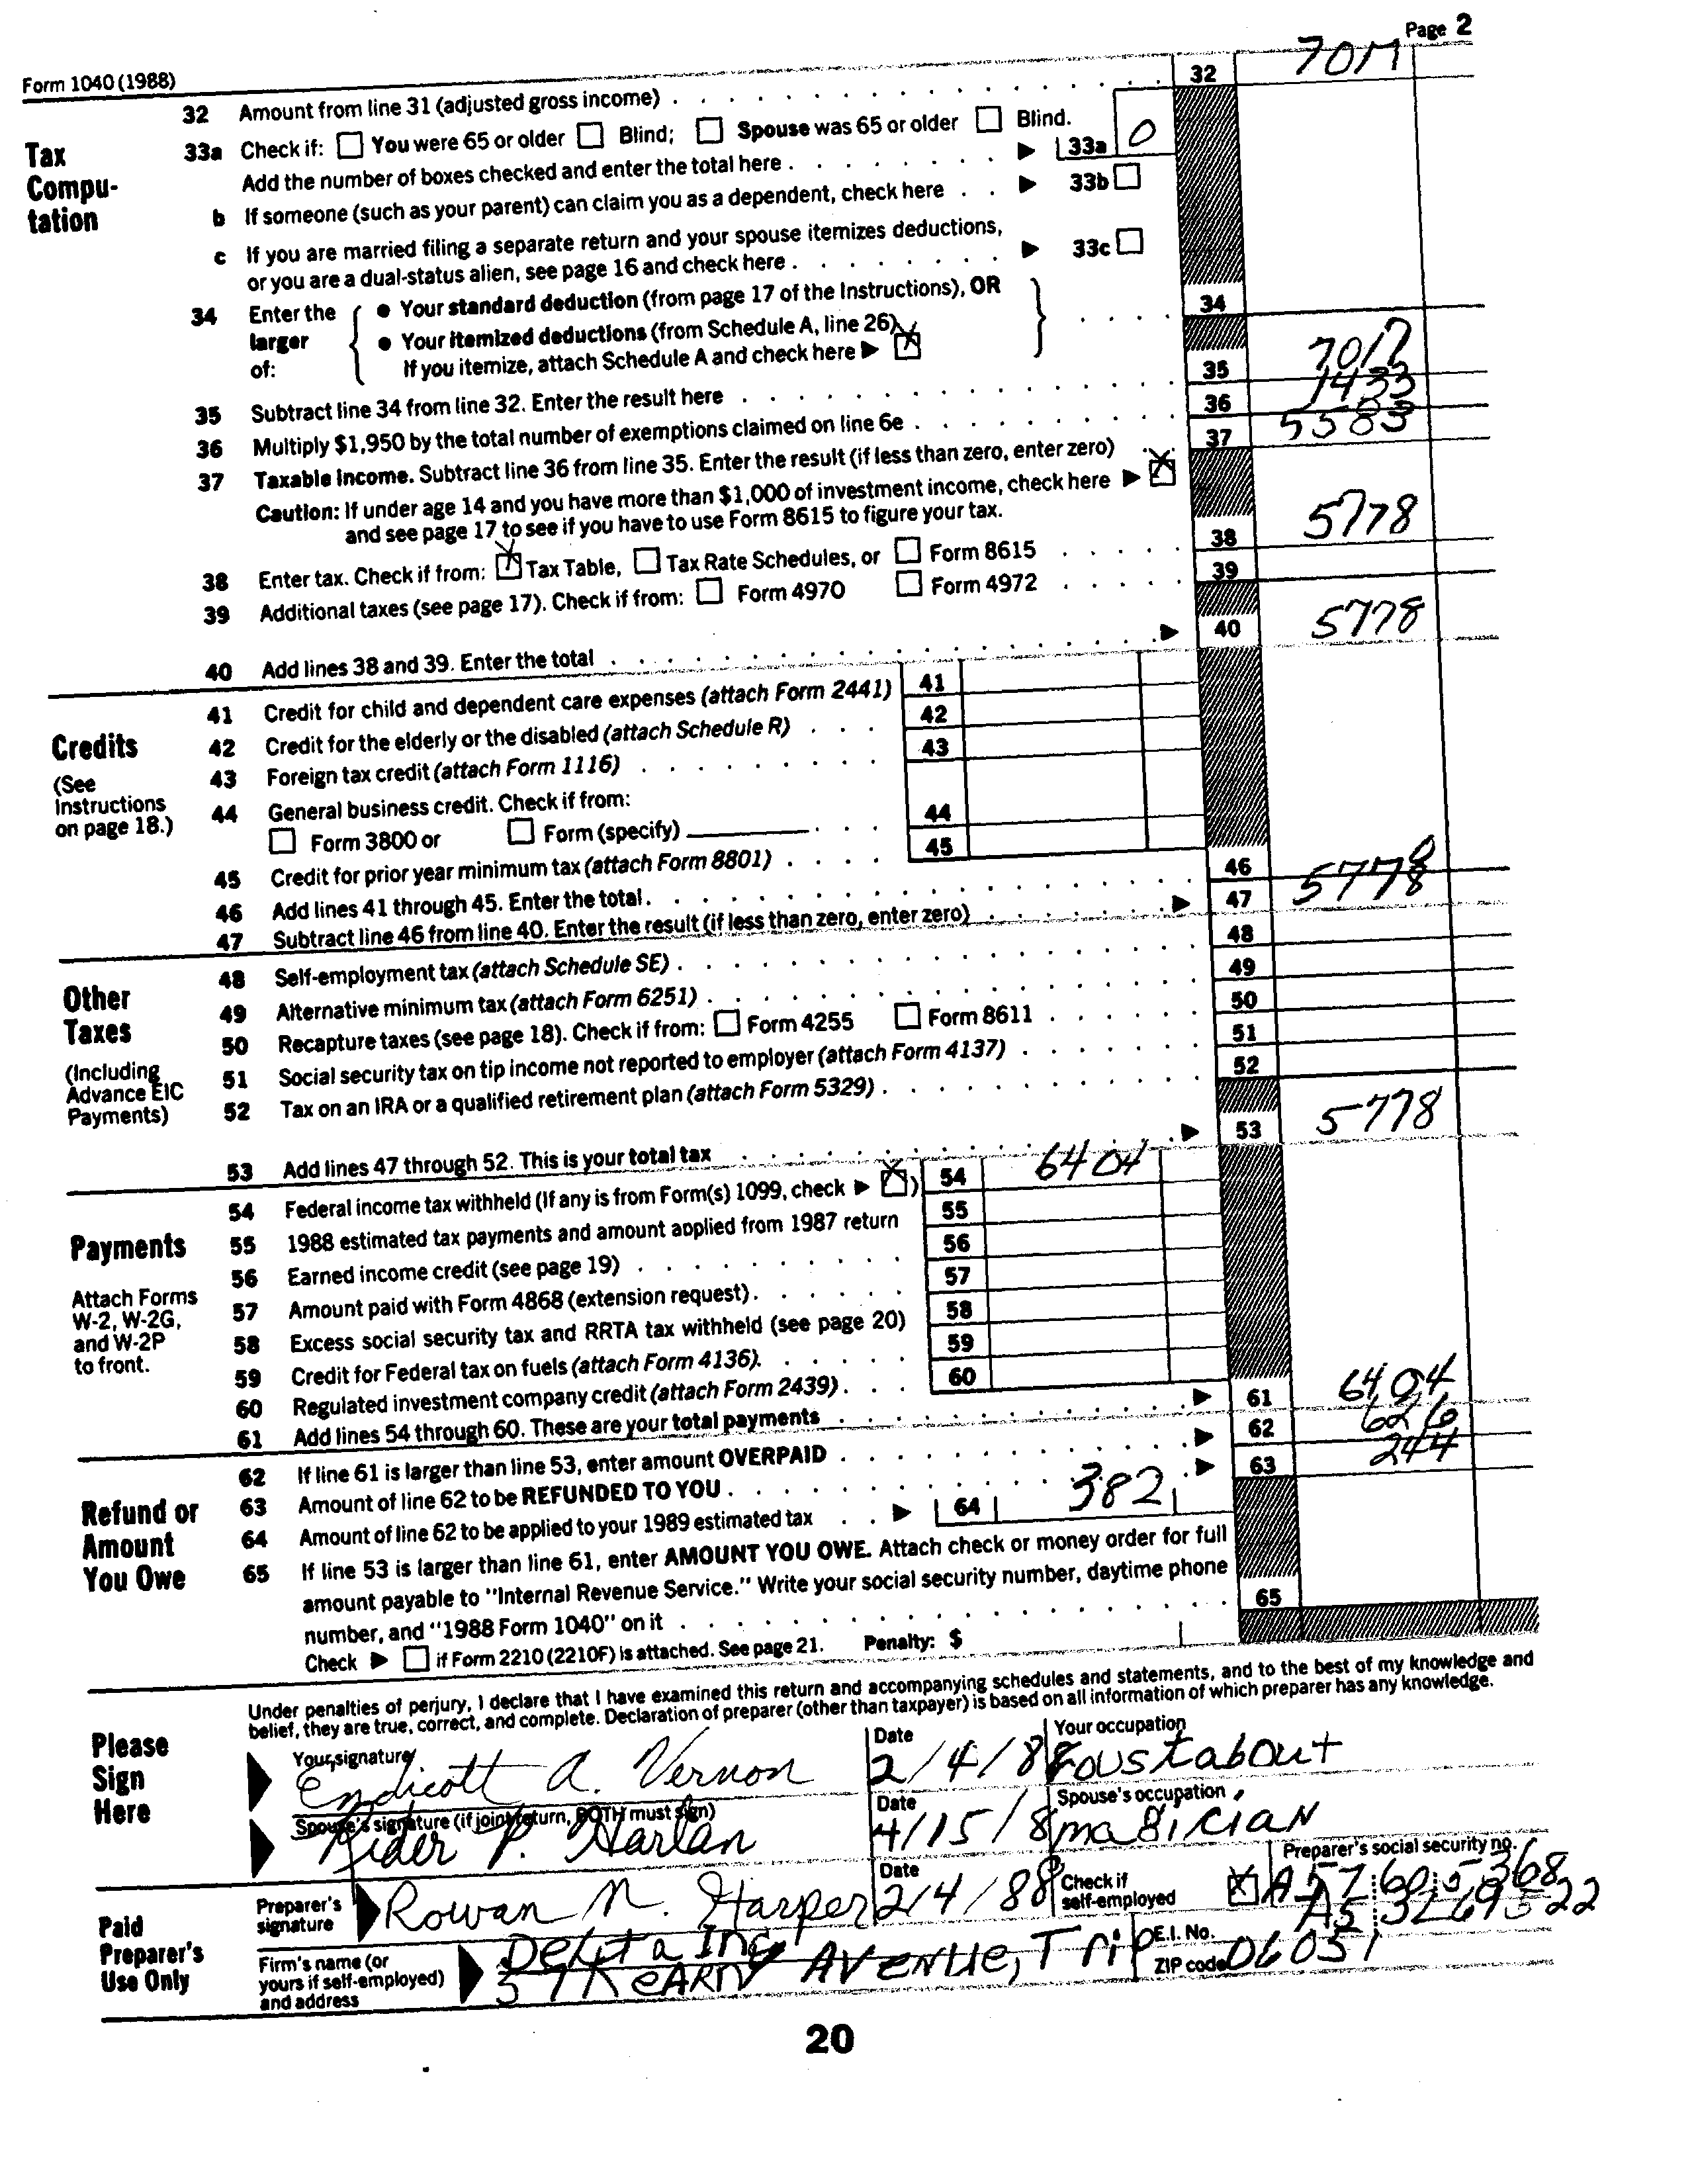 Page 2
Form 1040 (1988)
Tax Compu-tation
32 Amount from line 31 (adjusted gross income) 32 7017
33a Check if: You were 65 or older Blind; Spouse was 65 or older Blind.
Add the number of boxes checked and enter the total here 33a 0
b If someone (such as your parent) can claim you as a dependent, check here 33b
c If you are married filing a separate return and your spouse itemizes deductions,
or you are a dual-status alien, see page 16 and check here 33c
34 Enter the larger of: { • Your standard deduction (from page 17 of the Instructions), OR 34
• Your itemized deductions (from Schedule A, line 26)
If you itemize, attach Schedule A and check here ▶ X
35 Subtract line 34 from line 32. Enter the result here 35 7017
36 Multiply $1,950 by the total number of exemptions claimed on line 6e 36 1433
37 Taxable income. Subtract line 36 from line 35. Enter the result (if less than zero, enter zero) 37 5583
Caution: If under age 14 and you have more than $1,000 of investment income, check here ▶ X
and see page 17 to see if you have to use Form 8615 to figure your tax.
38 Enter tax. Check if from: X Tax Table, Tax Rate Schedules, or Form 8615 38 5778
39 Additional taxes (see page 17). Check if from: Form 4970 Form 4972 39
40 Add lines 38 and 39. Enter the total ▶ 40 5778
Credits
(See Instructions on page 18.)
41 Credit for child and dependent care expenses (attach Form 2441) 41
42 Credit for the elderly or the disabled (attach Schedule R) 42
43 Foreign tax credit (attach Form 1116) 43
44 General business credit. Check if from:
Form 3800 or Form (specify) 44
45 Credit for prior year minimum tax (attach Form 8801) 45
46 Add lines 41 through 45. Enter the total 46 0
47 Subtract line 46 from line 40. Enter the result (if less than zero, enter zero) ▶ 47 5778
Other Taxes
(Including Advance EIC Payments)
48 Self-employment tax (attach Schedule SE) 48
49 Alternative minimum tax (attach Form 6251) 49
50 Recapture taxes (see page 18). Check if from: Form 4255 Form 8611 50
51 Social security tax on tip income not reported to employer (attach Form 4137) 51
52 Tax on an IRA or a qualified retirement plan (attach Form 5329) 52
53 Add lines 47 through 52. This is your total tax ▶ 53 5778
Payments
Attach Forms W-2, W-2G, and W-2P to front.
54 Federal income tax withheld (If any is from Form(s) 1099, check ▶ X) 54 6404
55 1988 estimated tax payments and amount applied from 1987 return 55
56 Earned income credit (see page 19) 56
57 Amount paid with Form 4868 (extension request) 57
58 Excess social security tax and RRTA tax withheld (see page 20) 58
59 Credit for Federal tax on fuels (attach Form 4136) 59
60 Regulated investment company credit (attach Form 2439) 60
61 Add lines 54 through 60. These are your total payments ▶ 61 6404
Refund or Amount You Owe
62 If line 61 is larger than line 53, enter amount OVERPAID ▶ 62 626
63 Amount of line 62 to be REFUNDED TO YOU ▶ 63 244
64 Amount of line 62 to be applied to your 1989 estimated tax ▶ 64 382
65 If line 53 is larger than line 61, enter AMOUNT YOU OWE. Attach check or money order for full
amount payable to "Internal Revenue Service." Write your social security number, daytime phone
number, and "1988 Form 1040" on it 65
Check ▶ if Form 2210 (2210F) is attached. See page 21. Penalty: $
Please Sign Here
Under penalties of perjury, I declare that I have examined this return and accompanying schedules and statements, and to the best of my knowledge and
belief, they are true, correct, and complete. Declaration of preparer (other than taxpayer) is based on all information of which preparer has any knowledge.
Your signature Date Your occupation
Endicott A. Vernon 2/4/88 roustabout
Spouse's signature (if joint return, BOTH must sign) Date Spouse's occupation
Rider P. Harlan 4/15/8 magician
Paid Preparer's Use Only
Preparer's signature Rowan N. Harper Date 2/4/88 Check if self-employed X Preparer's social security no. A57 60 5368
Firm's name (or yours if self-employed) and address Delta Inc E.I. No.
57 Kearny Avenue, Trip ZIP code 06051
20